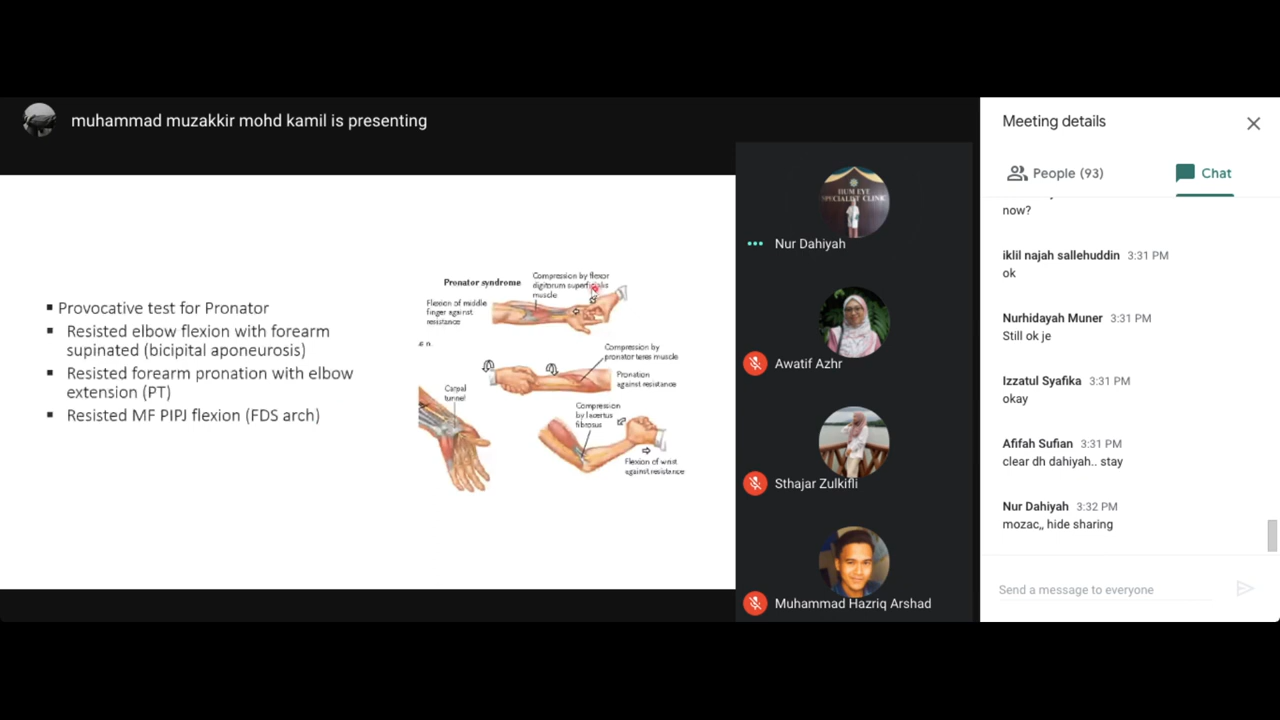 muhammad muzakkir mohd kamil is presenting
▪ Provocative test for Pronator
▪ Resisted elbow flexion with forearm
supinated (bicipital aponeurosis)
▪ Resisted forearm pronation with elbow
extension (PT)
▪ Resisted MF PIPJ flexion (FDS arch)
Pronator syndrome
Compression by flexor
digitorum superficialis
muscle
Flexion of middle
finger against
resistance
Compression by
pronator teres muscle
Pronation
against resistance
Carpal
tunnel
Compression
by lacertus
fibrosus
Flexion of wrist
against resistance
IIUM EYE
SPECIALIST CLINIC
Nur Dahiyah
Awatif Azhr
Sthajar Zulkifli
Muhammad Hazriq Arshad
Meeting details
People (93)
Chat
now?
iklil najah sallehuddin 3:31 PM
ok
Nurhidayah Muner 3:31 PM
Still ok je
Izzatul Syafika 3:31 PM
okay
Afifah Sufian 3:31 PM
clear dh dahiyah.. stay
Nur Dahiyah 3:32 PM
mozac,, hide sharing
Send a message to everyone